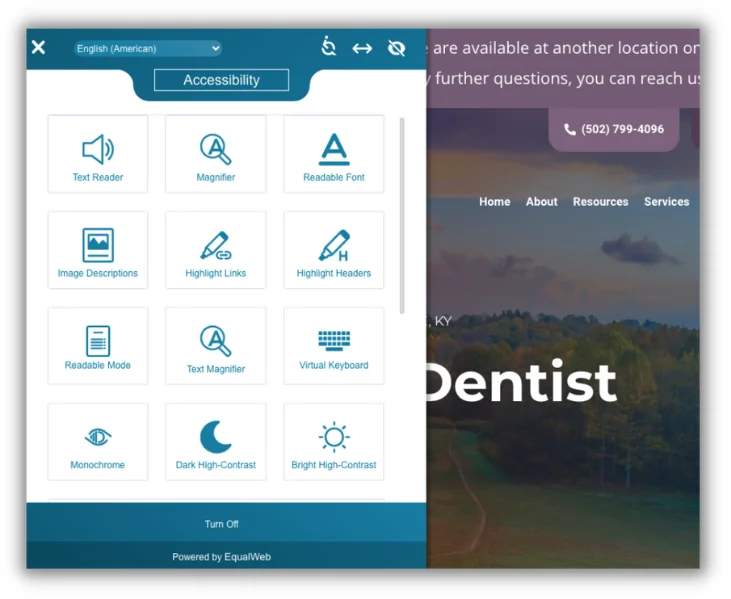 English (American)
Accessibility
Text Reader
Magnifier
Readable Font
Image Descriptions
Highlight Links
Highlight Headers
Readable Mode
Text Magnifier
Virtual Keyboard
Monochrome
Dark High-Contrast
Bright High-Contrast
Turn Off
Powered by EqualWeb
are available at another location on
further questions, you can reach us
(502) 799-4096
Home About Resources Services
, KY
Dentist